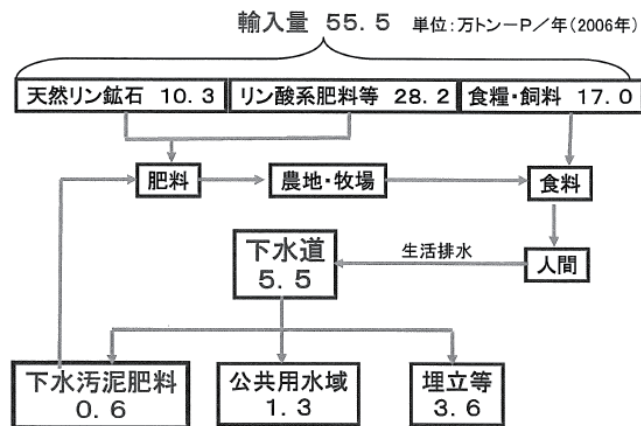 輸入量 55.5 単位:万トン－P／年(2006年)
天然リン鉱石 10.3 リン酸系肥料等 28.2 食糧・飼料 17.0
肥料 農地・牧場 食料
下水道
5.5
生活排水
人間
下水汚泥肥料
0.6
公共用水域
1.3
埋立等
3.6